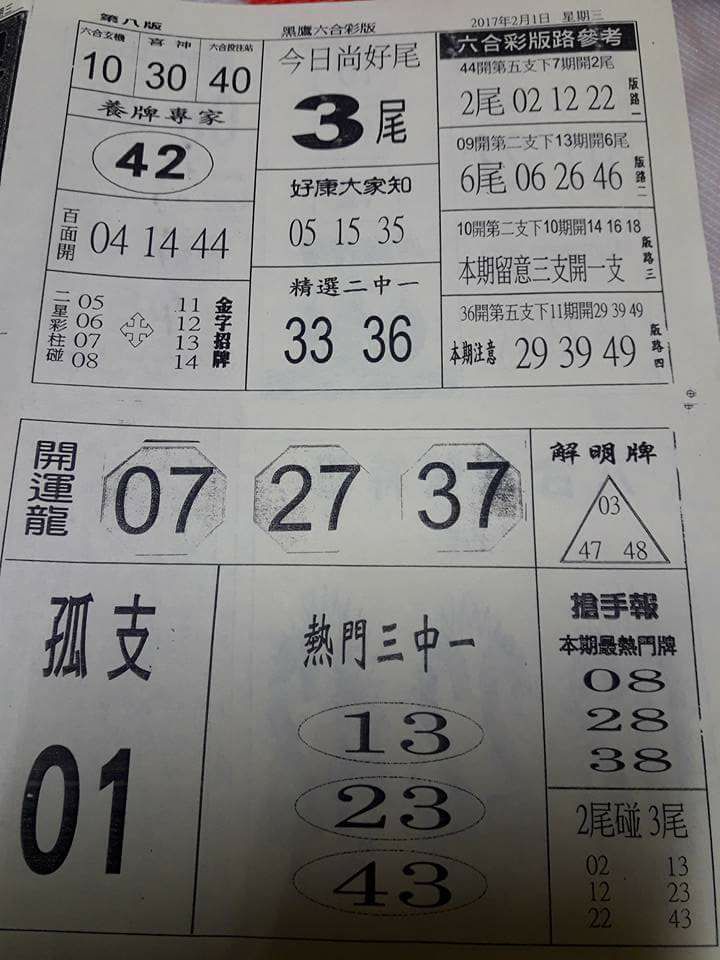 第八版
黑鷹六合彩版
2017年2月1日 星期三
六合玄機
10
喜神
30
六合投注站
40
養牌專家
42
百面開
04 14 44
二星彩柱碰
05
06
07
08
11
12
13
14
金字招牌
今日尚好尾
3尾
好康大家知
05 15 35
精選二中一
33 36
六合彩版路參考
44開第五支下7期開2尾
2尾 02 12 22
版路一
09開第二支下13期開6尾
6尾 06 26 46
版路二
10開第二支下10期開14 16 18
本期留意三支開一支
版路三
36開第五支下11期開29 39 49
本期注意 29 39 49
版路四
開運龍
07 27 37
解明牌
03
47 48
孤支
01
熱門三中一
13
23
43
搶手報
本期最熱門牌
08
28
38
2尾碰3尾
02 13
12 23
22 43